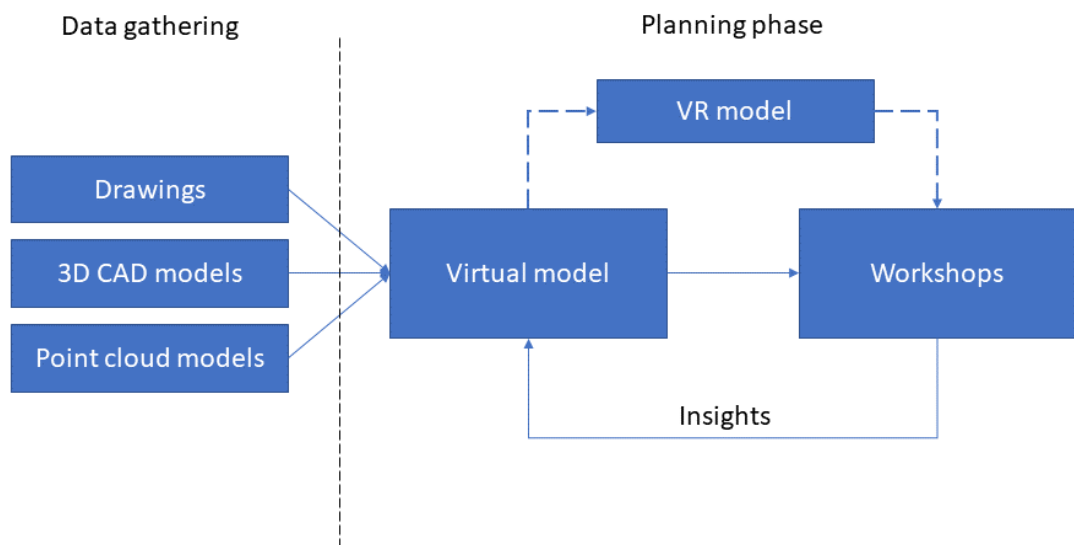 Data gathering
Planning phase
VR model
Drawings
3D CAD models
Virtual model
Workshops
Point cloud models
Insights